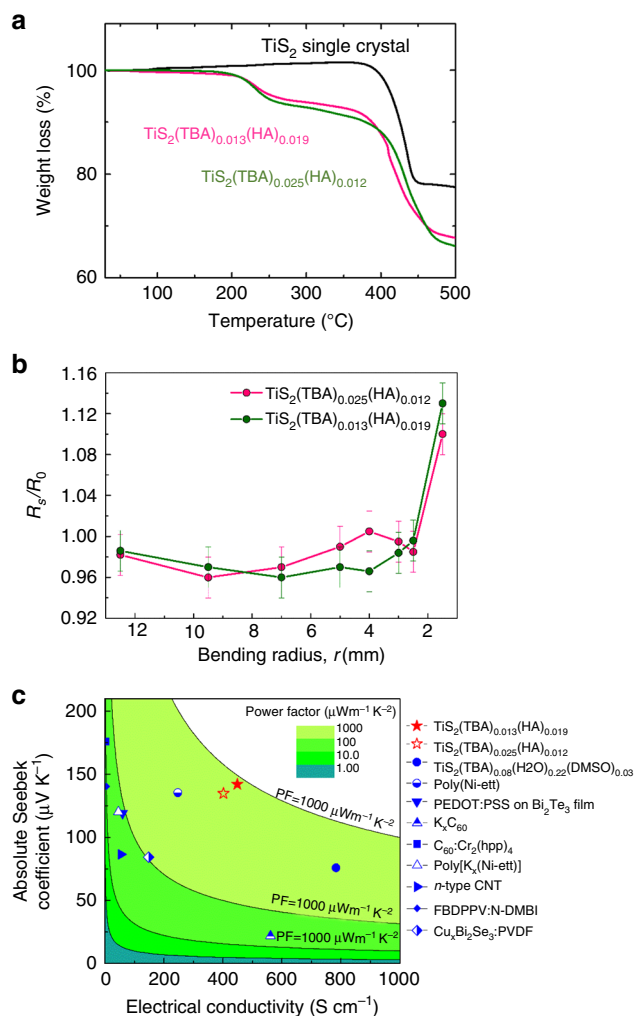 a
TiS2 single crystal
TiS2(TBA)0.013(HA)0.019
TiS2(TBA)0.025(HA)0.012
Weight loss (%)
100
80
60
100 200 300 400 500
Temperature (°C)
b
1.16
1.12
1.08
1.04
1.00
0.96
0.92
TiS2(TBA)0.025(HA)0.012
TiS2(TBA)0.013(HA)0.019
Rs/R0
12 10 8 6 4 2
Bending radius, r(mm)
c
200
150
100
50
0
Absolute Seebek
coefficient (μV K−1)
Power factor (μWm−1 K−2)
1000
100
10.0
1.00
PF=1000 μWm−1K−2
PF=1000 μWm−1K−2
PF=1000 μWm−1K−2
0 200 400 600 800 1000
Electrical conductivity (S cm−1)
TiS2(TBA)0.013(HA)0.019
TiS2(TBA)0.025(HA)0.012
TiS2(TBA)0.08(H2O)0.22(DMSO)0.03
Poly(Ni-ett)
PEDOT:PSS on Bi2Te3 film
KxC60
C60:Cr2(hpp)4
Poly[Kx(Ni-ett)]
n-type CNT
FBDPPV:N-DMBI
CuxBi2Se3:PVDF